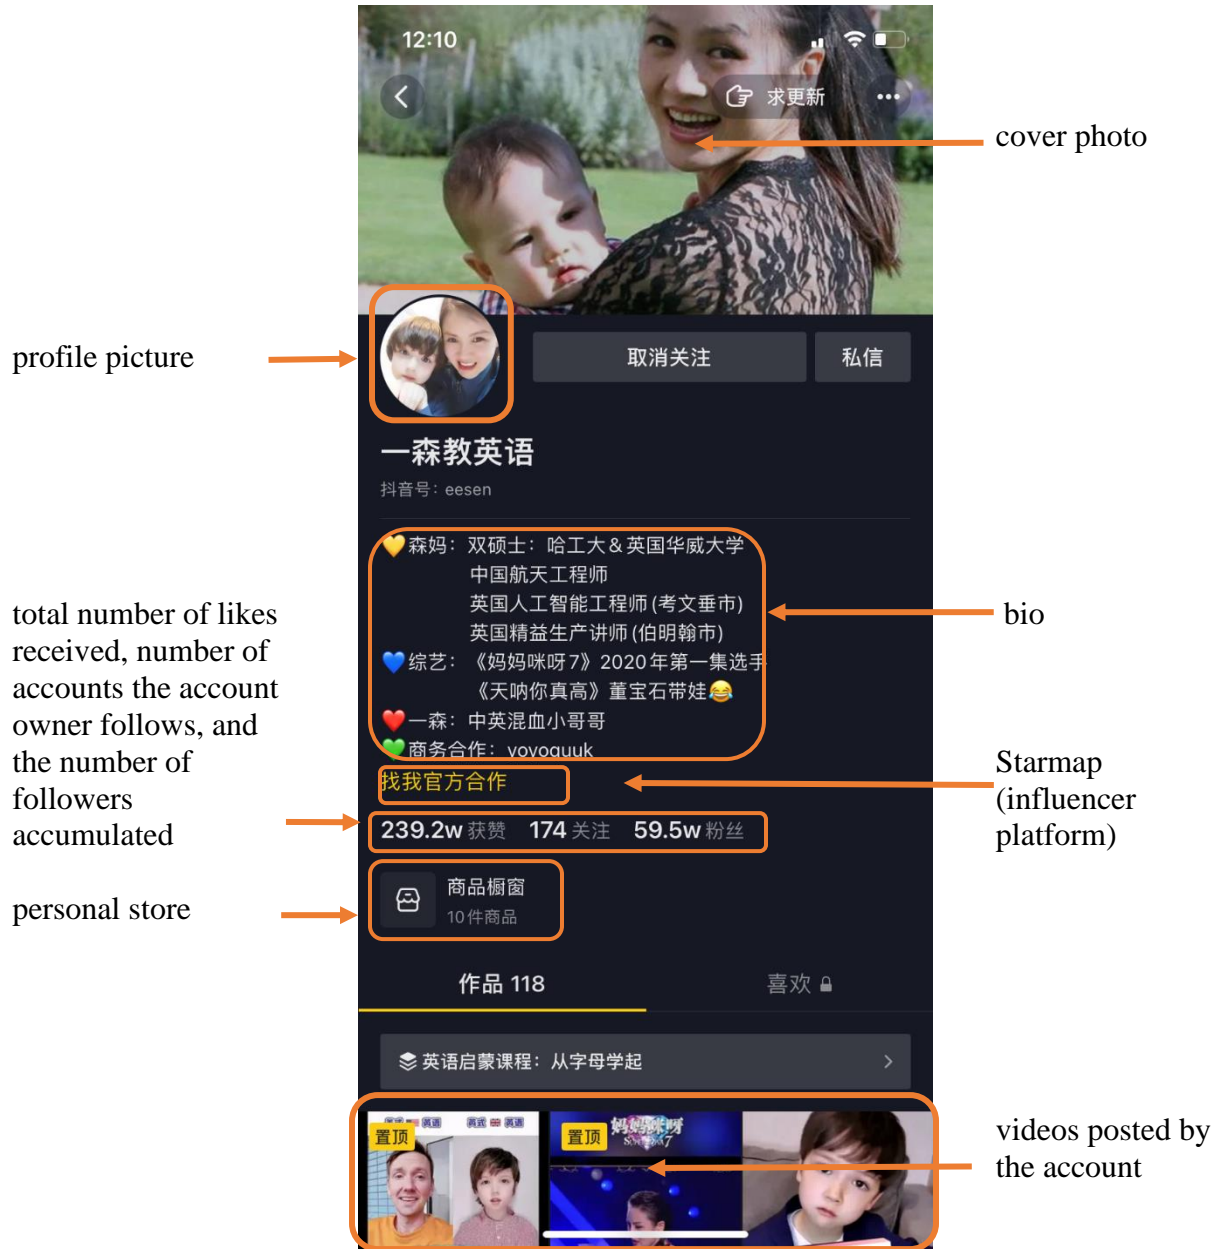 12:10
求更新
cover photo
profile picture
取消关注
私信
一森教英语
抖音号：eesen
💛森妈：双硕士：哈工大&英国华威大学
中国航天工程师
英国人工智能工程师(考文垂市)
英国精益生产讲师(伯明翰市)
💙综艺：《妈妈咪呀7》2020年第一集选手
《天呐你真高》董宝石带娃😂
❤️一森：中英混血小哥哥
💚商务合作：yoyoguuk
bio
total number of likes
received, number of
accounts the account
owner follows, and
the number of
followers
accumulated
找我官方合作
Starmap
(influencer
platform)
239.2w 获赞 174 关注 59.5w 粉丝
personal store
商品橱窗
10件商品
作品 118
喜欢
英语启蒙课程：从字母学起
英式 英语
置顶
置顶
妈妈咪呀
videos posted by
the account